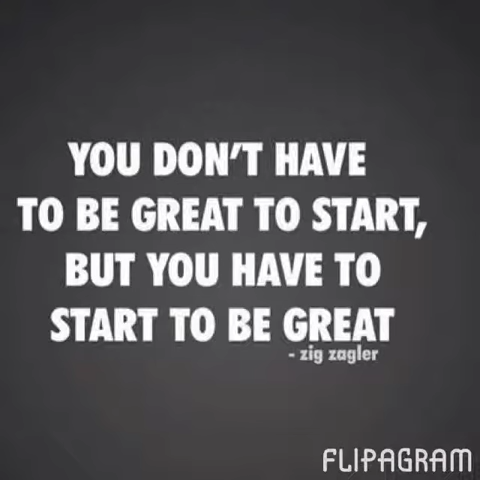 YOU DON'T HAVE
TO BE GREAT TO START,
BUT YOU HAVE TO
START TO BE GREAT
- zig zagler
FLIPAGRAM